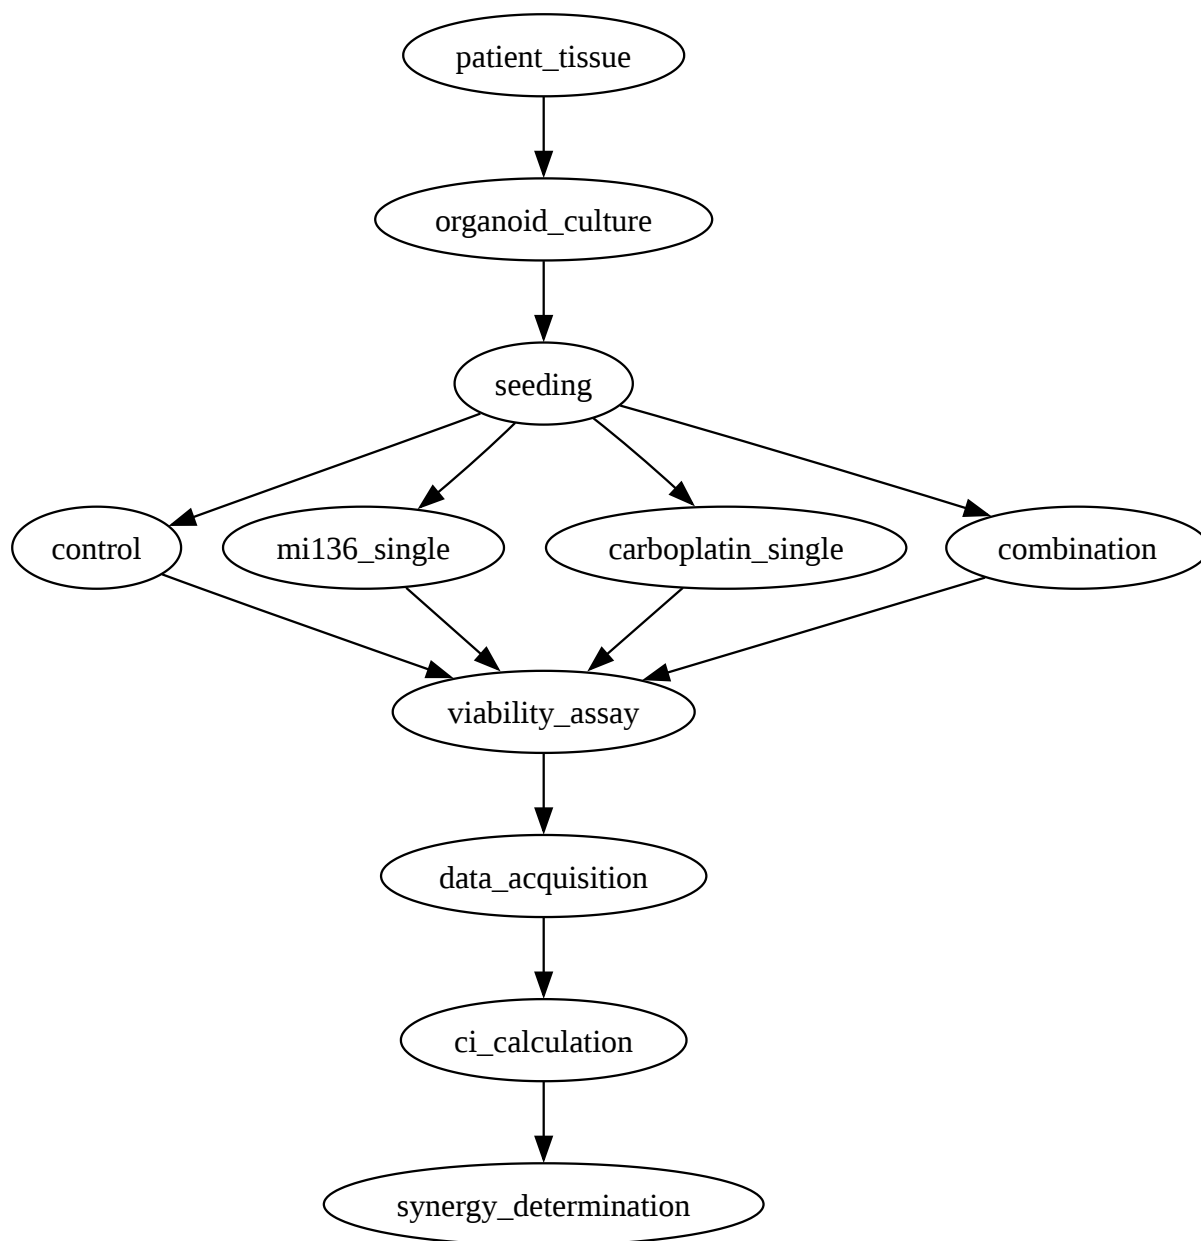 patient_tissue
organoid_culture
seeding
control
mi136_single
carboplatin_single
combination
viability_assay
data_acquisition
ci_calculation
synergy_determination